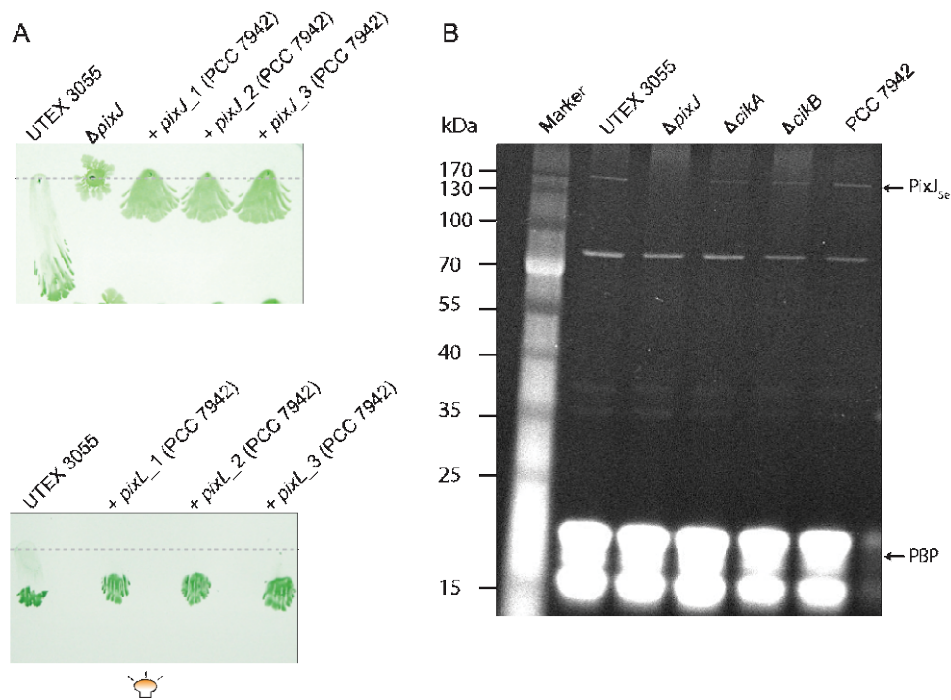 A
UTEX 3055
ΔpixJ
+ pixJ_1 (PCC 7942)
+ pixJ_2 (PCC 7942)
+ pixJ_3 (PCC 7942)
UTEX 3055
+ pixL_1 (PCC 7942)
+ pixL_2 (PCC 7942)
+ pixL_3 (PCC 7942)
B
kDa
Marker
UTEX 3055
ΔpixJ
ΔcikA
ΔcikB
PCC 7942
170
130
100
70
55
40
35
25
15
PixJSe
PBP